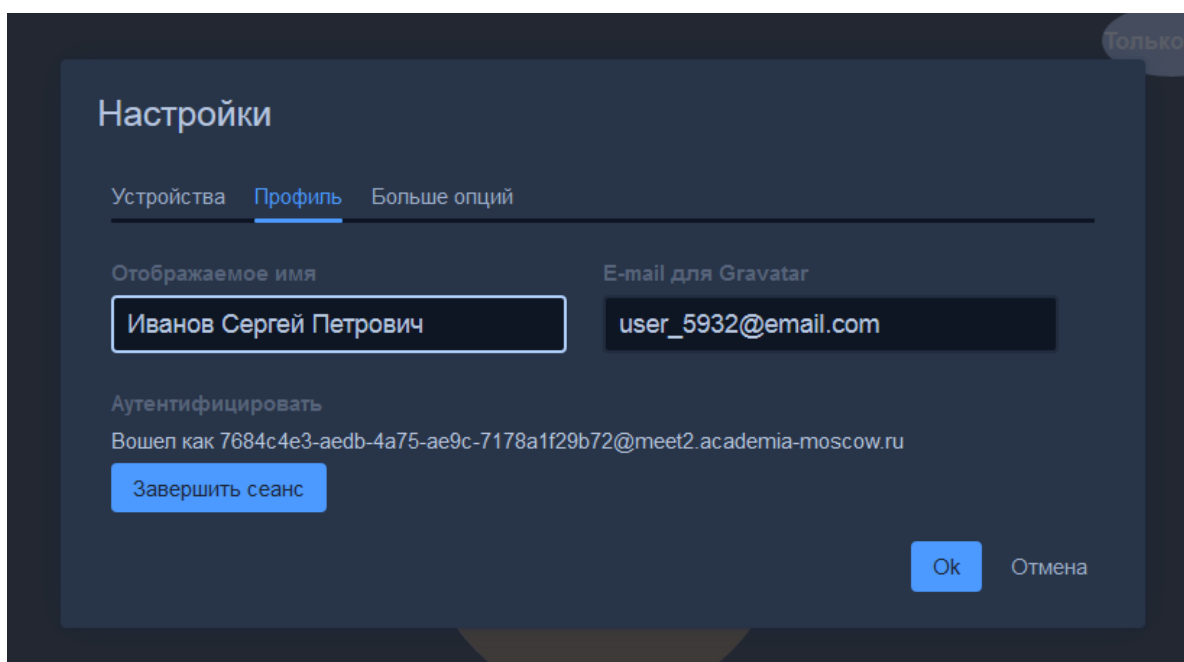 Только
Настройки
Устройства Профиль Больше опций
Отображаемое имя E-mail для Gravatar
Иванов Сергей Петрович user_5932@email.com
Аутентифицировать
Вошел как 7684c4e3-aedb-4a75-ae9c-7178a1f29b72@meet2.academia-moscow.ru
Завершить сеанс
Ok Отмена